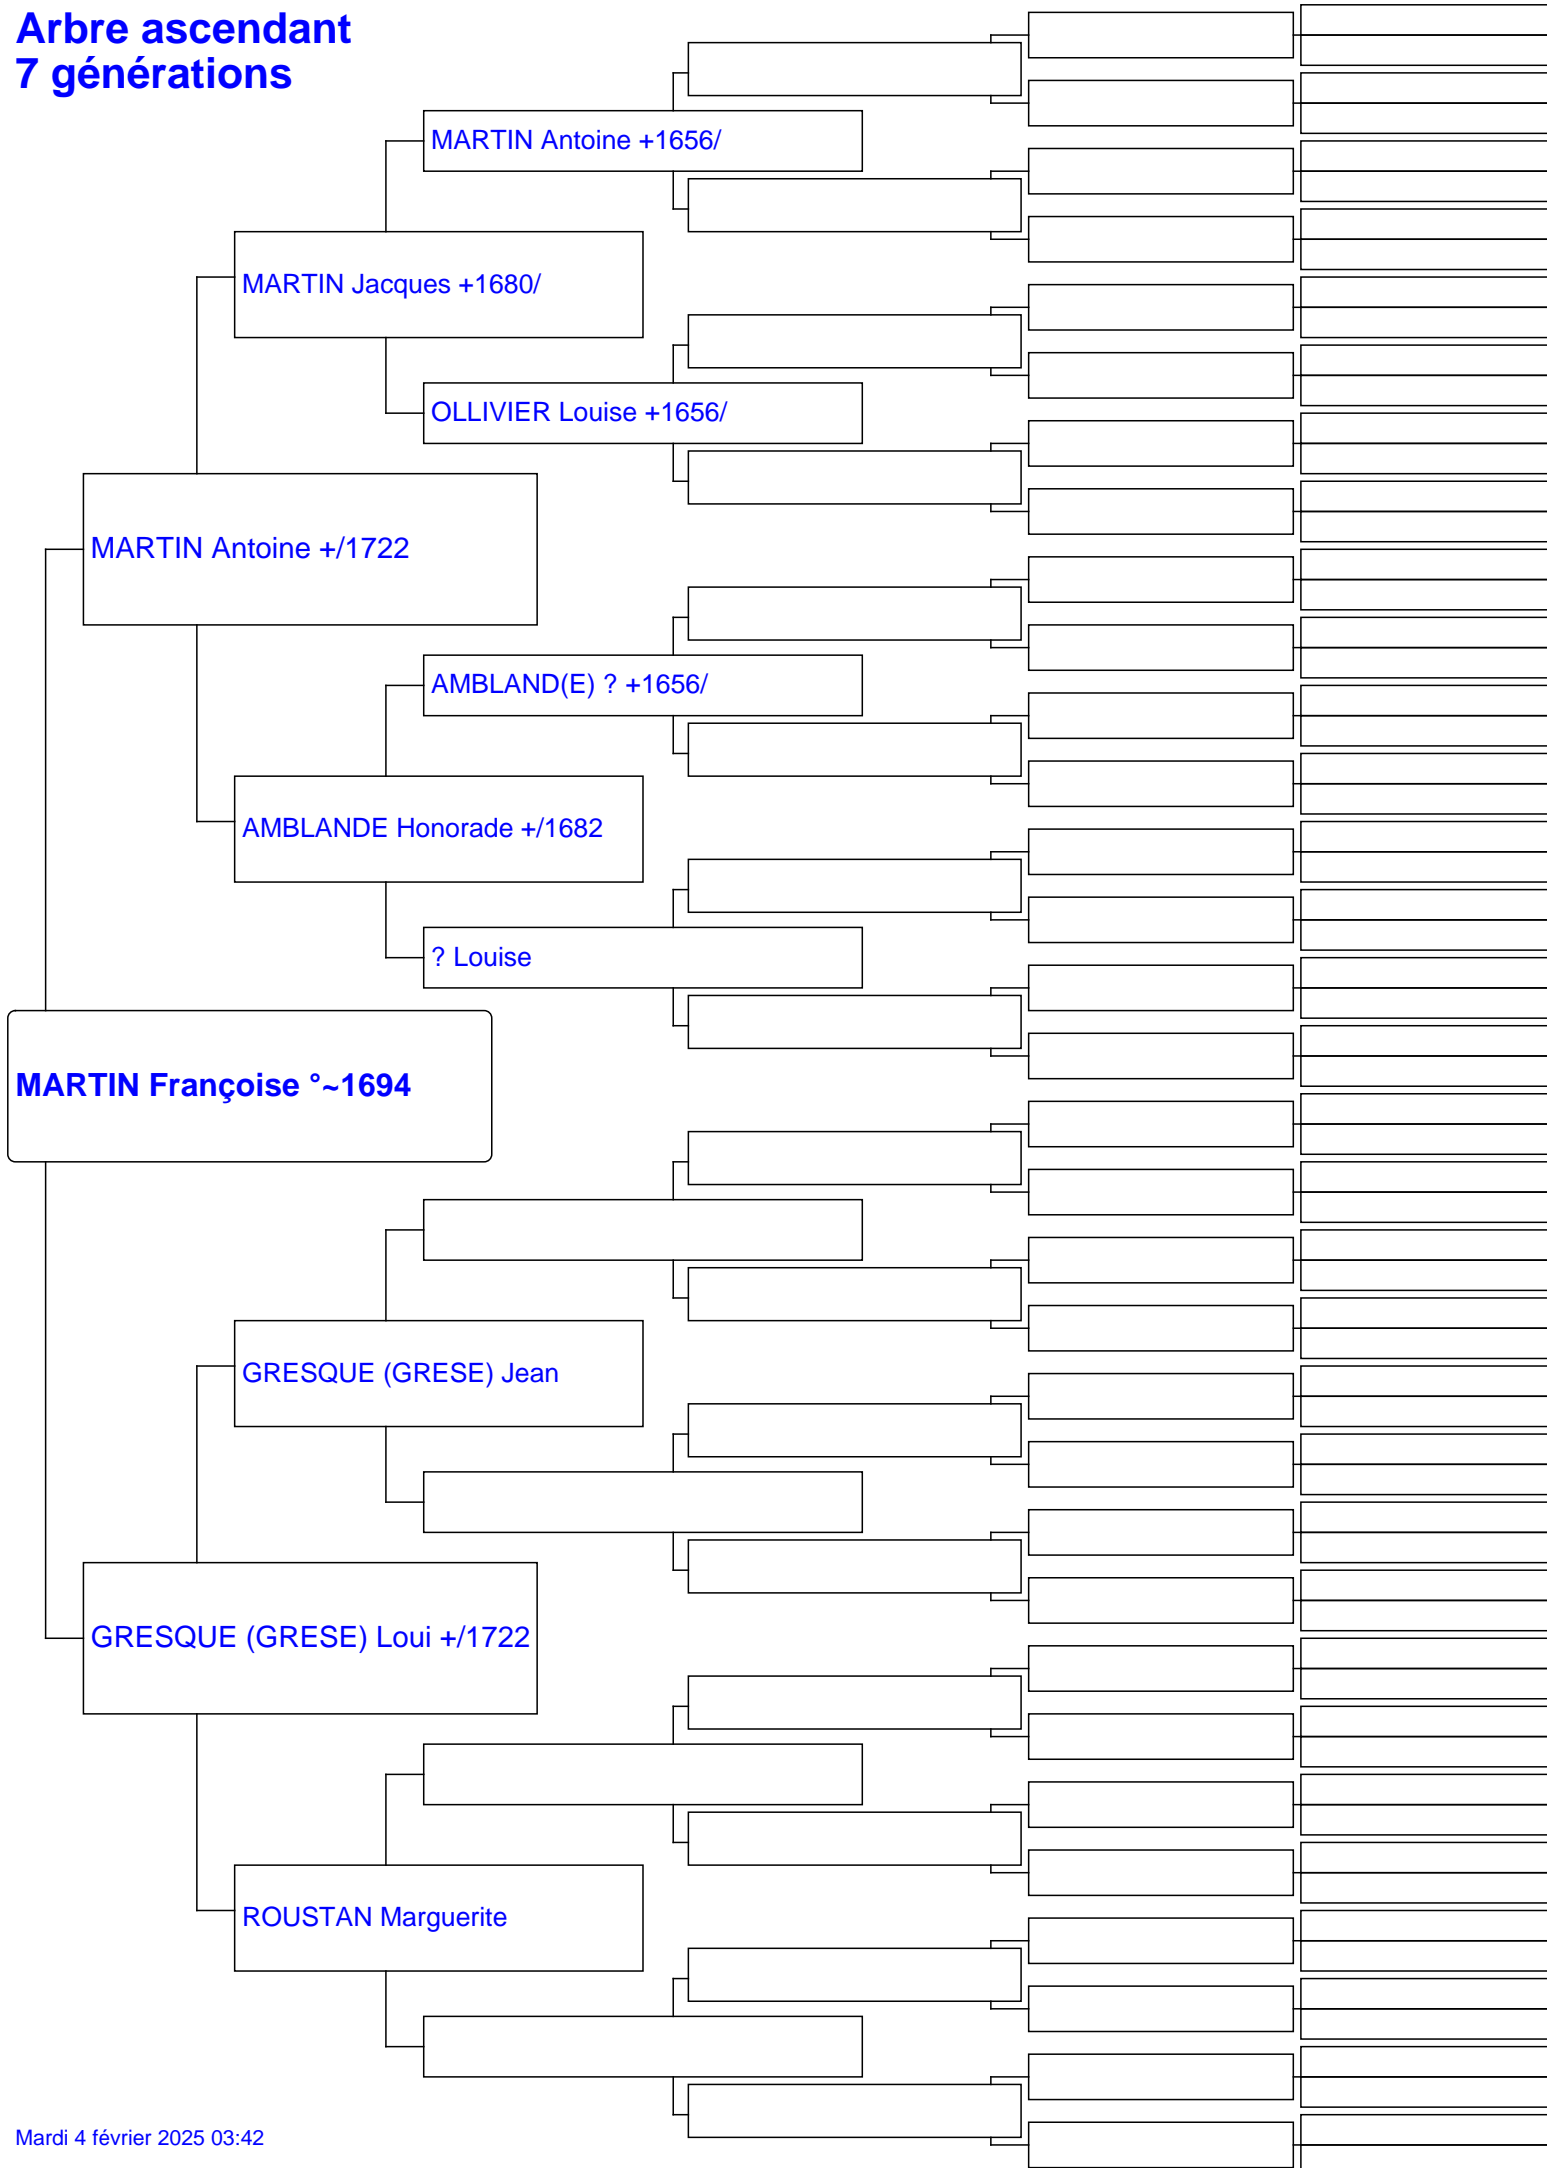 Arbre ascendant
7 générations
MARTIN Antoine +1656/
MARTIN Jacques +1680/
OLLIVIER Louise +1656/
MARTIN Antoine +/1722
AMBLAND(E) ? +1656/
AMBLANDE Honorade +/1682
? Louise
MARTIN Françoise °~1694
GRESQUE (GRESE) Jean
GRESQUE (GRESE) Loui +/1722
ROUSTAN Marguerite
Mardi 4 février 2025 03:42